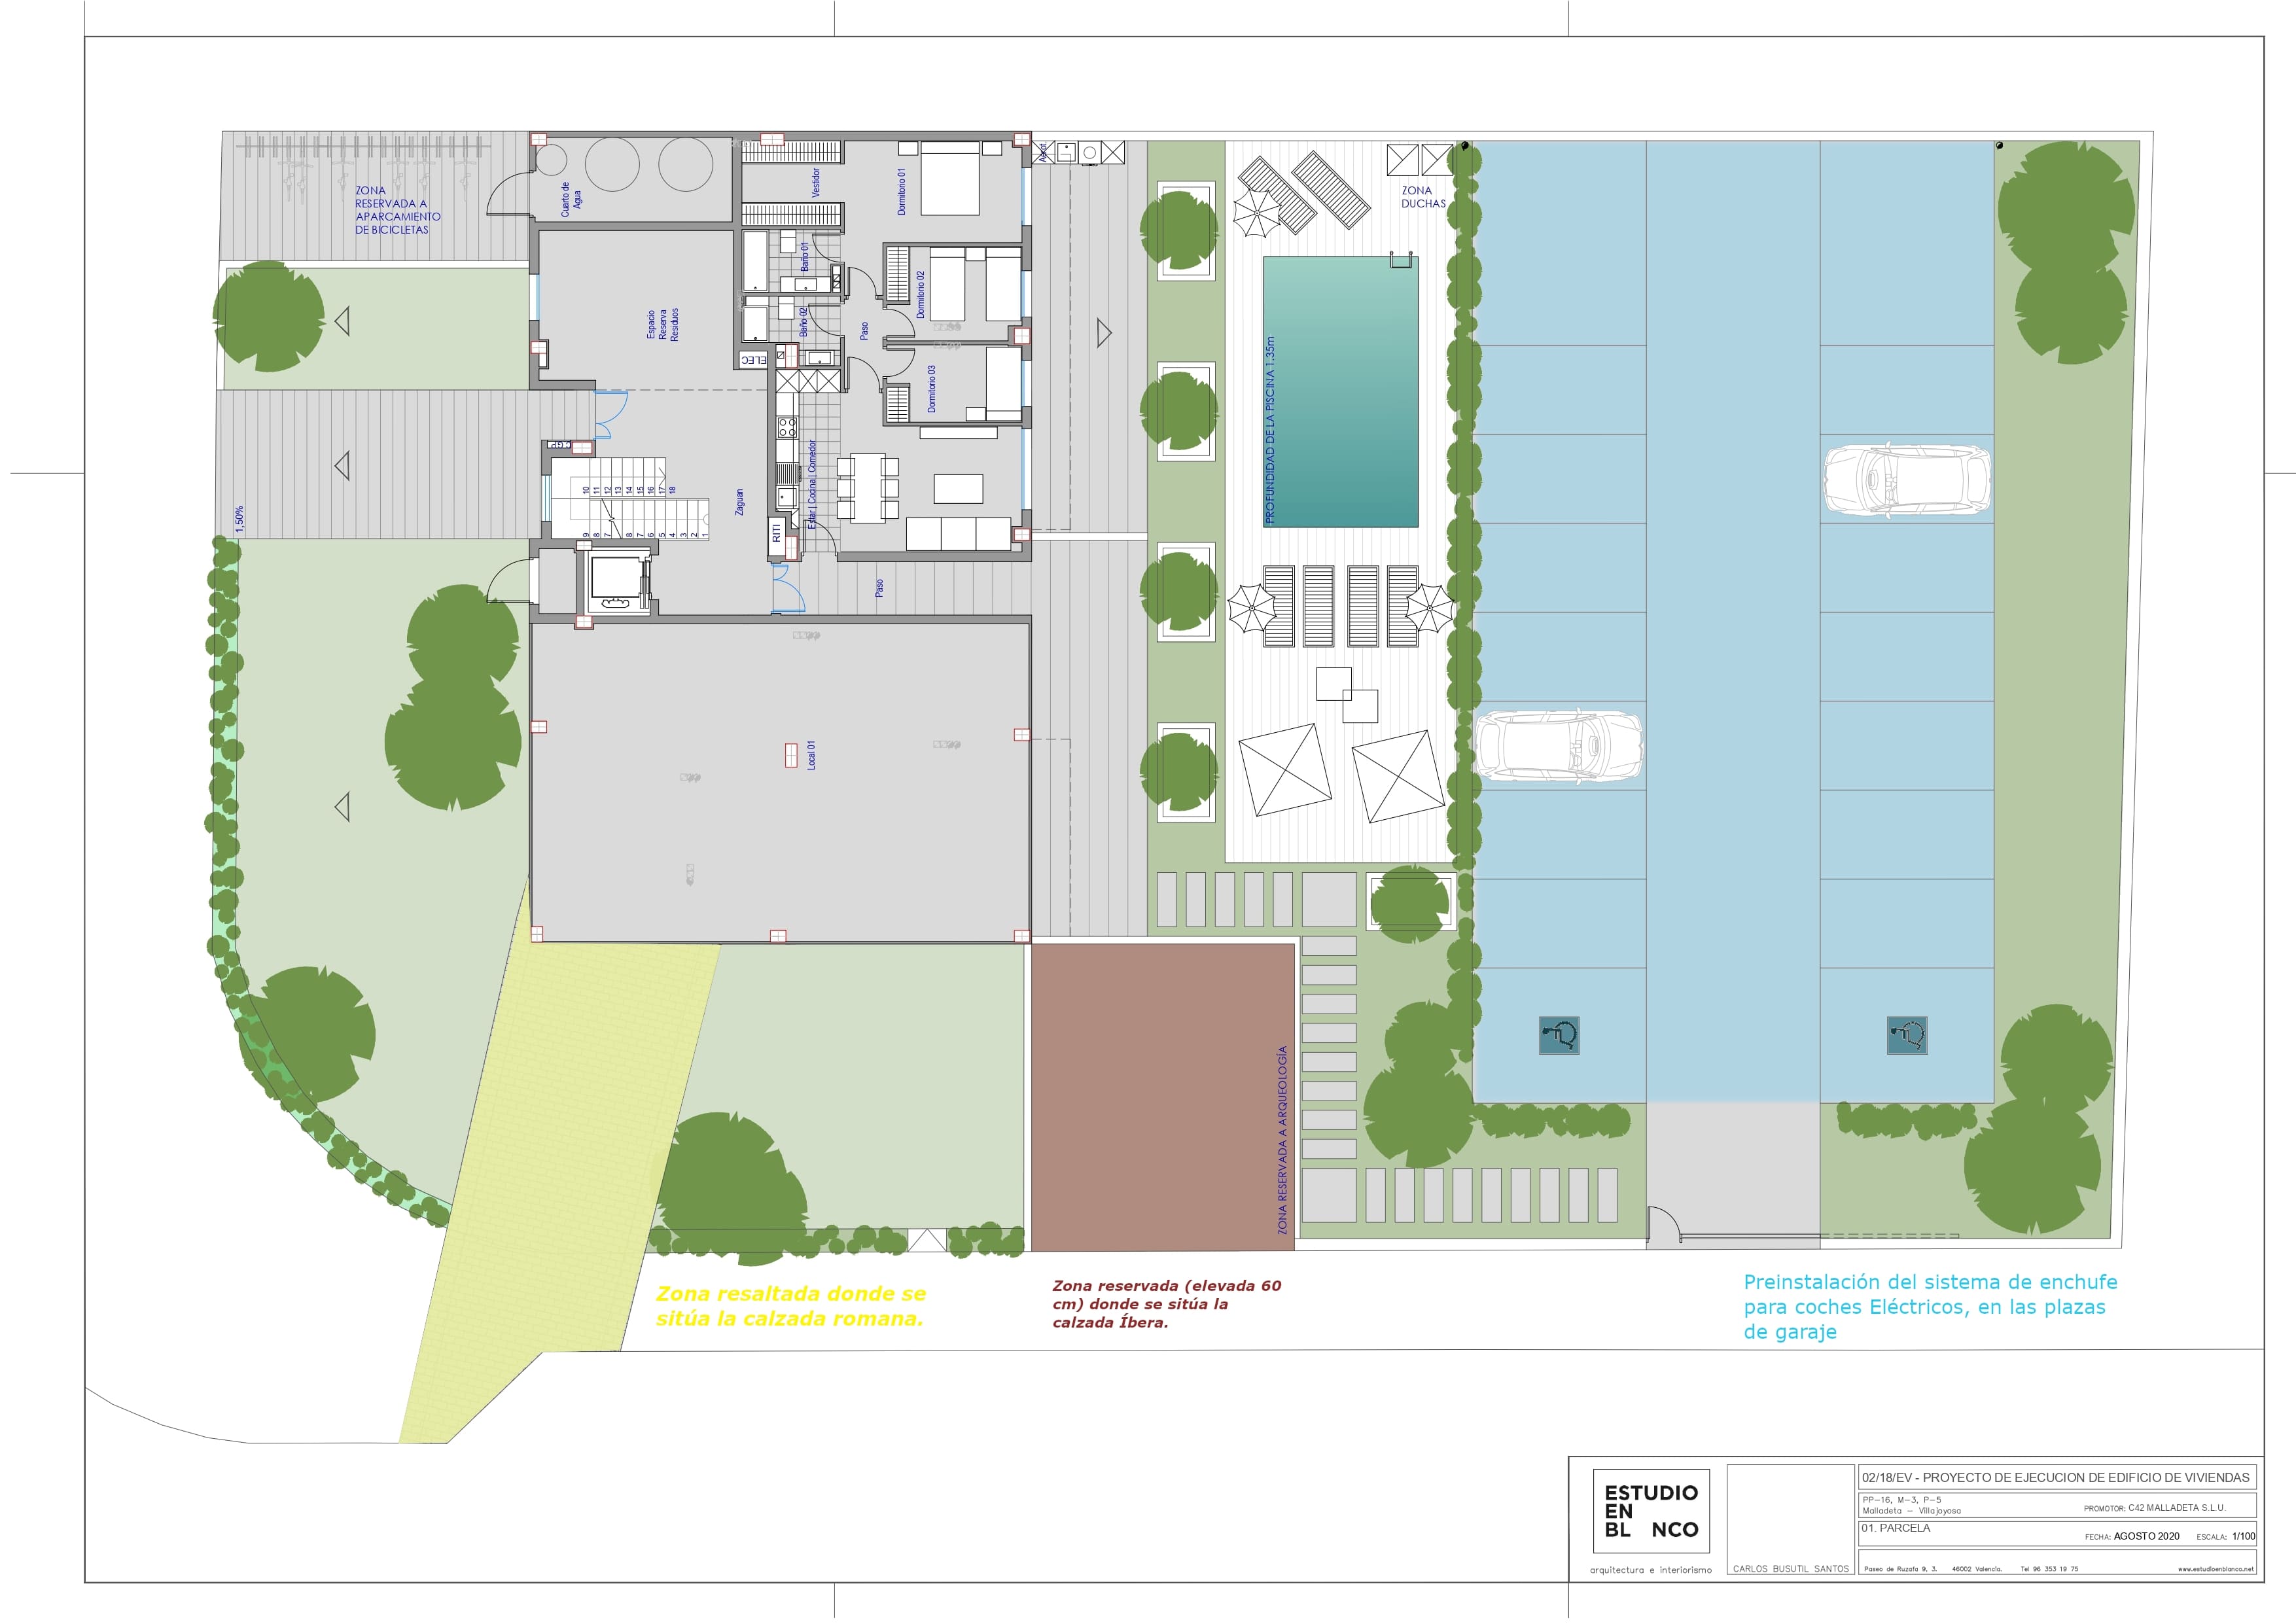 ZONA
RESERVADA A
APARCAMIENTO
DE BICICLETAS
Cuarto de
Agua
Vestidor
Dormitorio 01
Aport
ZONA
DUCHAS
Baño 01
Dormitorio 02
Espacio
Reserva
Residuos
Baño 02
Paso
ELEC
Dormitorio 03
PROFUNDIDAD DE LA PISCINA 1.35m
CGP
Estar | Cocina | Comedor
10
11
12
13
14
15
16
17
18
Zaguan
1,50%
9
8
7
8
7
6
5
4
3
2
1
RITI
Paso
Local 01
ZONA RESERVADA A ARQUEOLOGÍA
Zona resaltada donde se
sitúa la calzada romana.
Zona reservada (elevada 60
cm) donde se sitúa la
calzada Íbera.
Preinstalación del sistema de enchufe
para coches Eléctricos, en las plazas
de garaje
ESTUDIO
EN
BL NCO
arquitectura e interiorismo
CARLOS BUSUTIL SANTOS
02/18/EV - PROYECTO DE EJECUCION DE EDIFICIO DE VIVIENDAS
PP-16, M-3, P-5
Malladeta - Villajoyosa
PROMOTOR: C42 MALLADETA S.L.U.
01. PARCELA
FECHA: AGOSTO 2020 ESCALA: 1/100
Paseo de Ruzafa 9, 3. 46002 Valencia. Tel 96 353 19 75 www.estudioenblanco.net